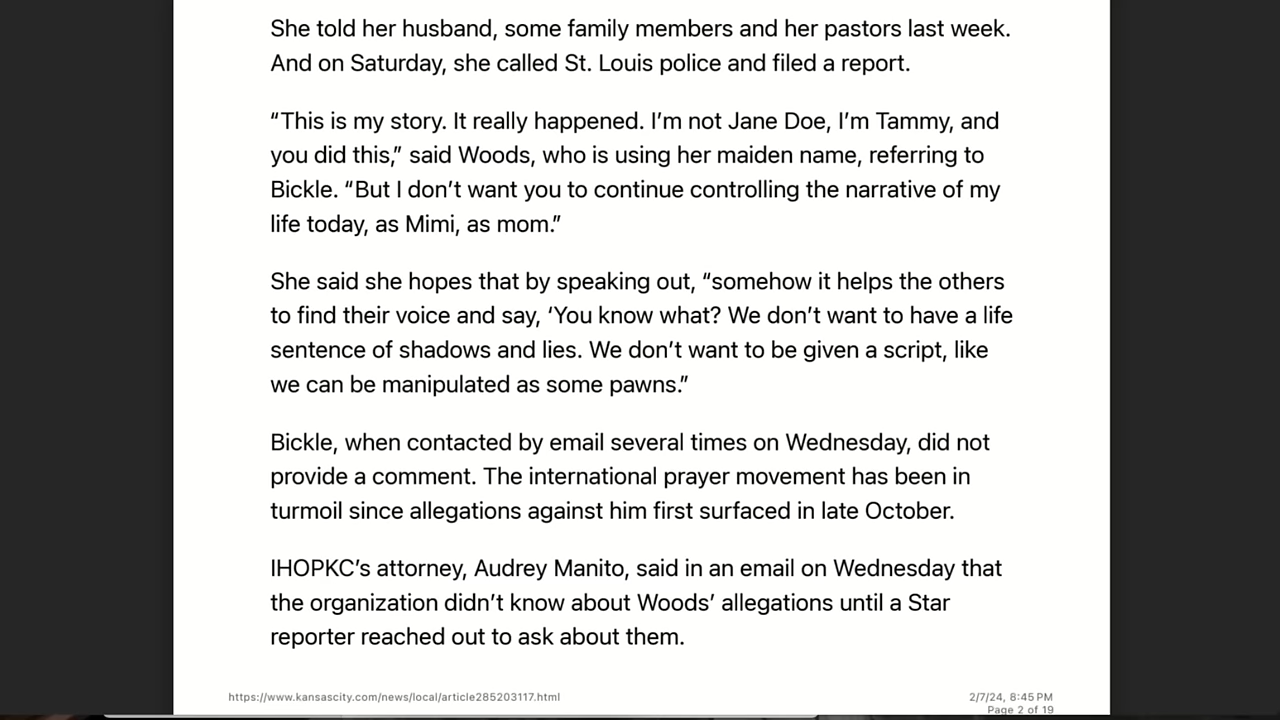 She told her husband, some family members and her pastors last week.
And on Saturday, she called St. Louis police and filed a report.
“This is my story. It really happened. I’m not Jane Doe, I’m Tammy, and
you did this,” said Woods, who is using her maiden name, referring to
Bickle. “But I don’t want you to continue controlling the narrative of my
life today, as Mimi, as mom.”
She said she hopes that by speaking out, “somehow it helps the others
to find their voice and say, ‘You know what? We don’t want to have a life
sentence of shadows and lies. We don’t want to be given a script, like
we can be manipulated as some pawns.”
Bickle, when contacted by email several times on Wednesday, did not
provide a comment. The international prayer movement has been in
turmoil since allegations against him first surfaced in late October.
IHOPKC’s attorney, Audrey Manito, said in an email on Wednesday that
the organization didn’t know about Woods’ allegations until a Star
reporter reached out to ask about them.
https://www.kansascity.com/news/local/article285203117.html
2/7/24, 8:45 PM
Page 2 of 19